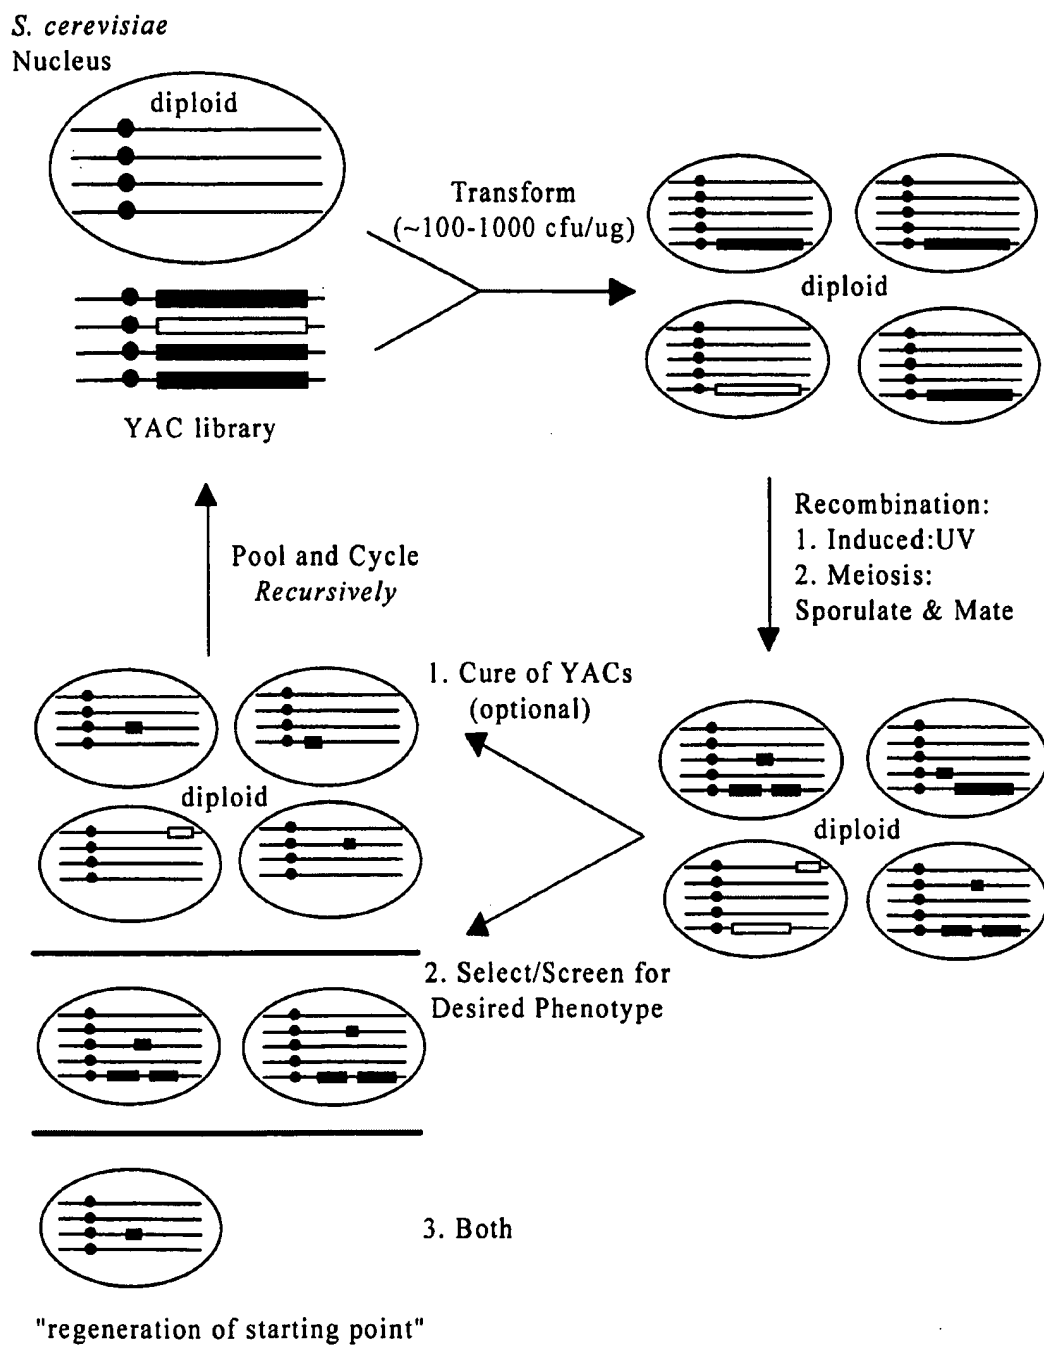 S. cerevisiae
Nucleus
diploid
Transform
(~100-1000 cfu/ug)
diploid
YAC library
Recombination:
1. Induced:UV
2. Meiosis:
Sporulate & Mate
Pool and Cycle
Recursively
1. Cure of YACs
(optional)
diploid
diploid
2. Select/Screen for
Desired Phenotype
3. Both
"regeneration of starting point"